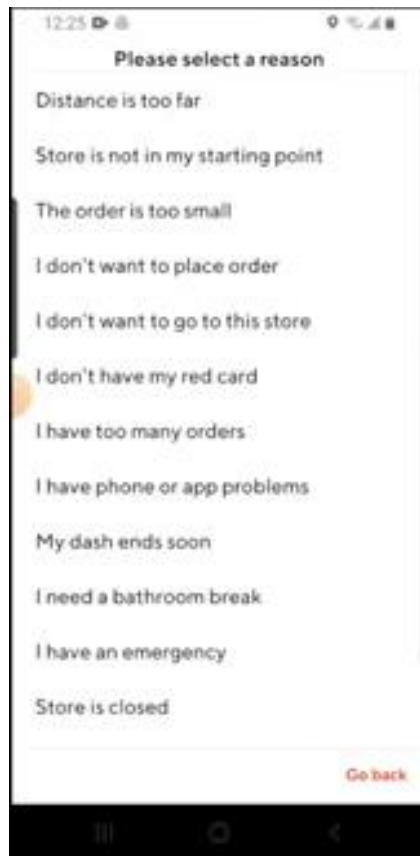 12:25
Please select a reason
Distance is too far
Store is not in my starting point
The order is too small
I don't want to place order
I don't want to go to this store
I don't have my red card
I have too many orders
I have phone or app problems
My dash ends soon
I need a bathroom break
I have an emergency
Store is closed
Go back